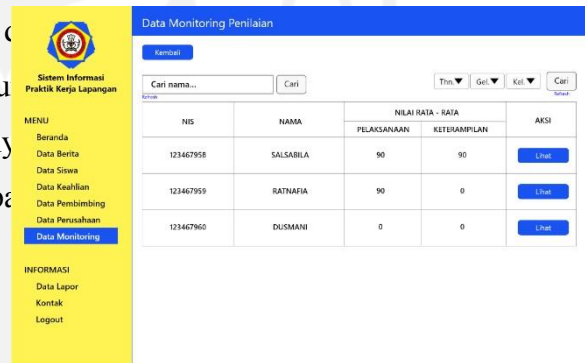 Data Monitoring Penilaian
Sistem Informasi
Praktik Kerja Lapangan
MENU
Beranda
Data Berita
Data Siswa
Data Keahlian
Data Pembimbing
Data Perusahaan
Data Monitoring
INFORMASI
Data Lapor
Kontak
Logout
Kembali
Cari nama... Cari Thn.▼ Gel.▼ Kel.▼ Cari
Refresh Refresh
NIS NAMA NILAI RATA - RATA AKSI
PELAKSANAAN KETERAMPILAN
123467958 SALSABILA 90 90 Lihat
123467959 RATNAFIA 90 0 Lihat
123467960 DUSMANI 0 0 Lihat